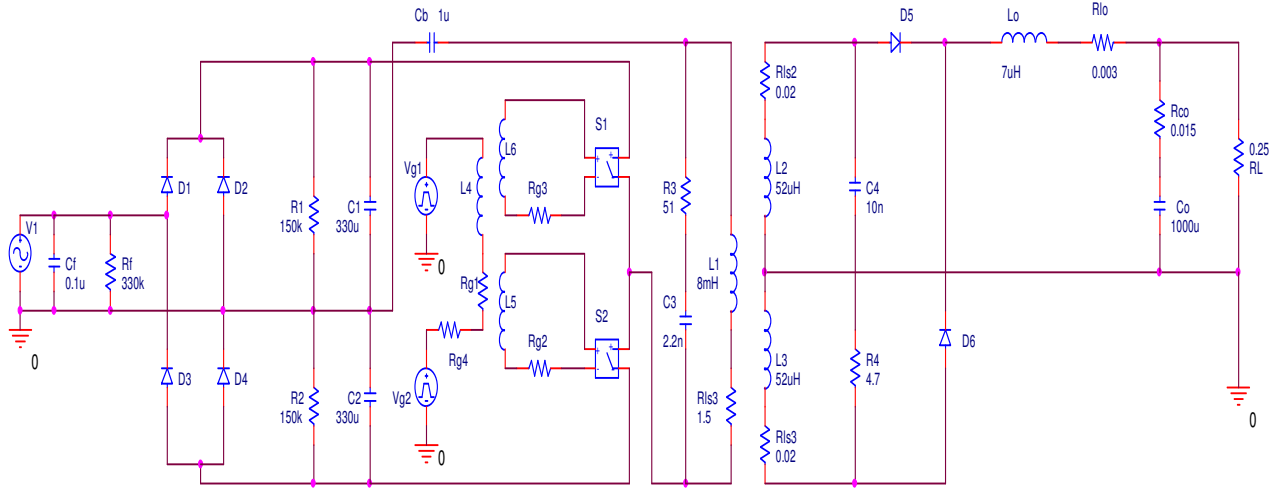 Cb 1u
D5
Lo
7uH
Rlo
0.003
Rls2
0.02
Rco
0.015
0.25
RL
S1
L6
Vg1
L4
Rg3
0
D1
D2
R1
150k
C1
330u
R3
51
L2
52uH
C4
10n
Co
1000u
V1
Cf
0.1u
Rf
330k
Rg1
L5
S2
L1
8mH
C3
2.2n
0
Rg4
Rg2
D3
D4
R2
150k
C2
330u
Vg2
0
Rls3
1.5
L3
52uH
R4
4.7
D6
Rls3
0.02
0